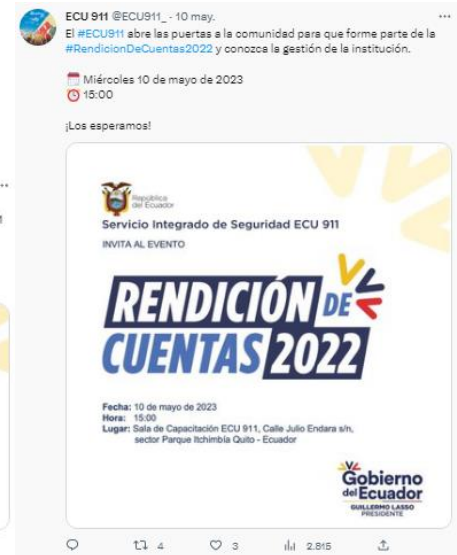 ECU 911 @ECU911_ · 10 may.
El #ECU911 abre las puertas a la comunidad para que forme parte de la
#RendicionDeCuentas2022 y conozca la gestión de la institución.
Miércoles 10 de mayo de 2023
15:00
¡Los esperamos!
República
del Ecuador
Servicio Integrado de Seguridad ECU 911
INVITA AL EVENTO
RENDICIÓN DE
CUENTAS 2022
Fecha: 10 de mayo de 2023
Hora: 15:00
Lugar: Sala de Capacitación ECU 911, Calle Julio Endara s/n,
sector Parque Itchimbía Quito - Ecuador
Gobierno
del Ecuador
GUILLERMO LASSO
PRESIDENTE
4 3 2.815